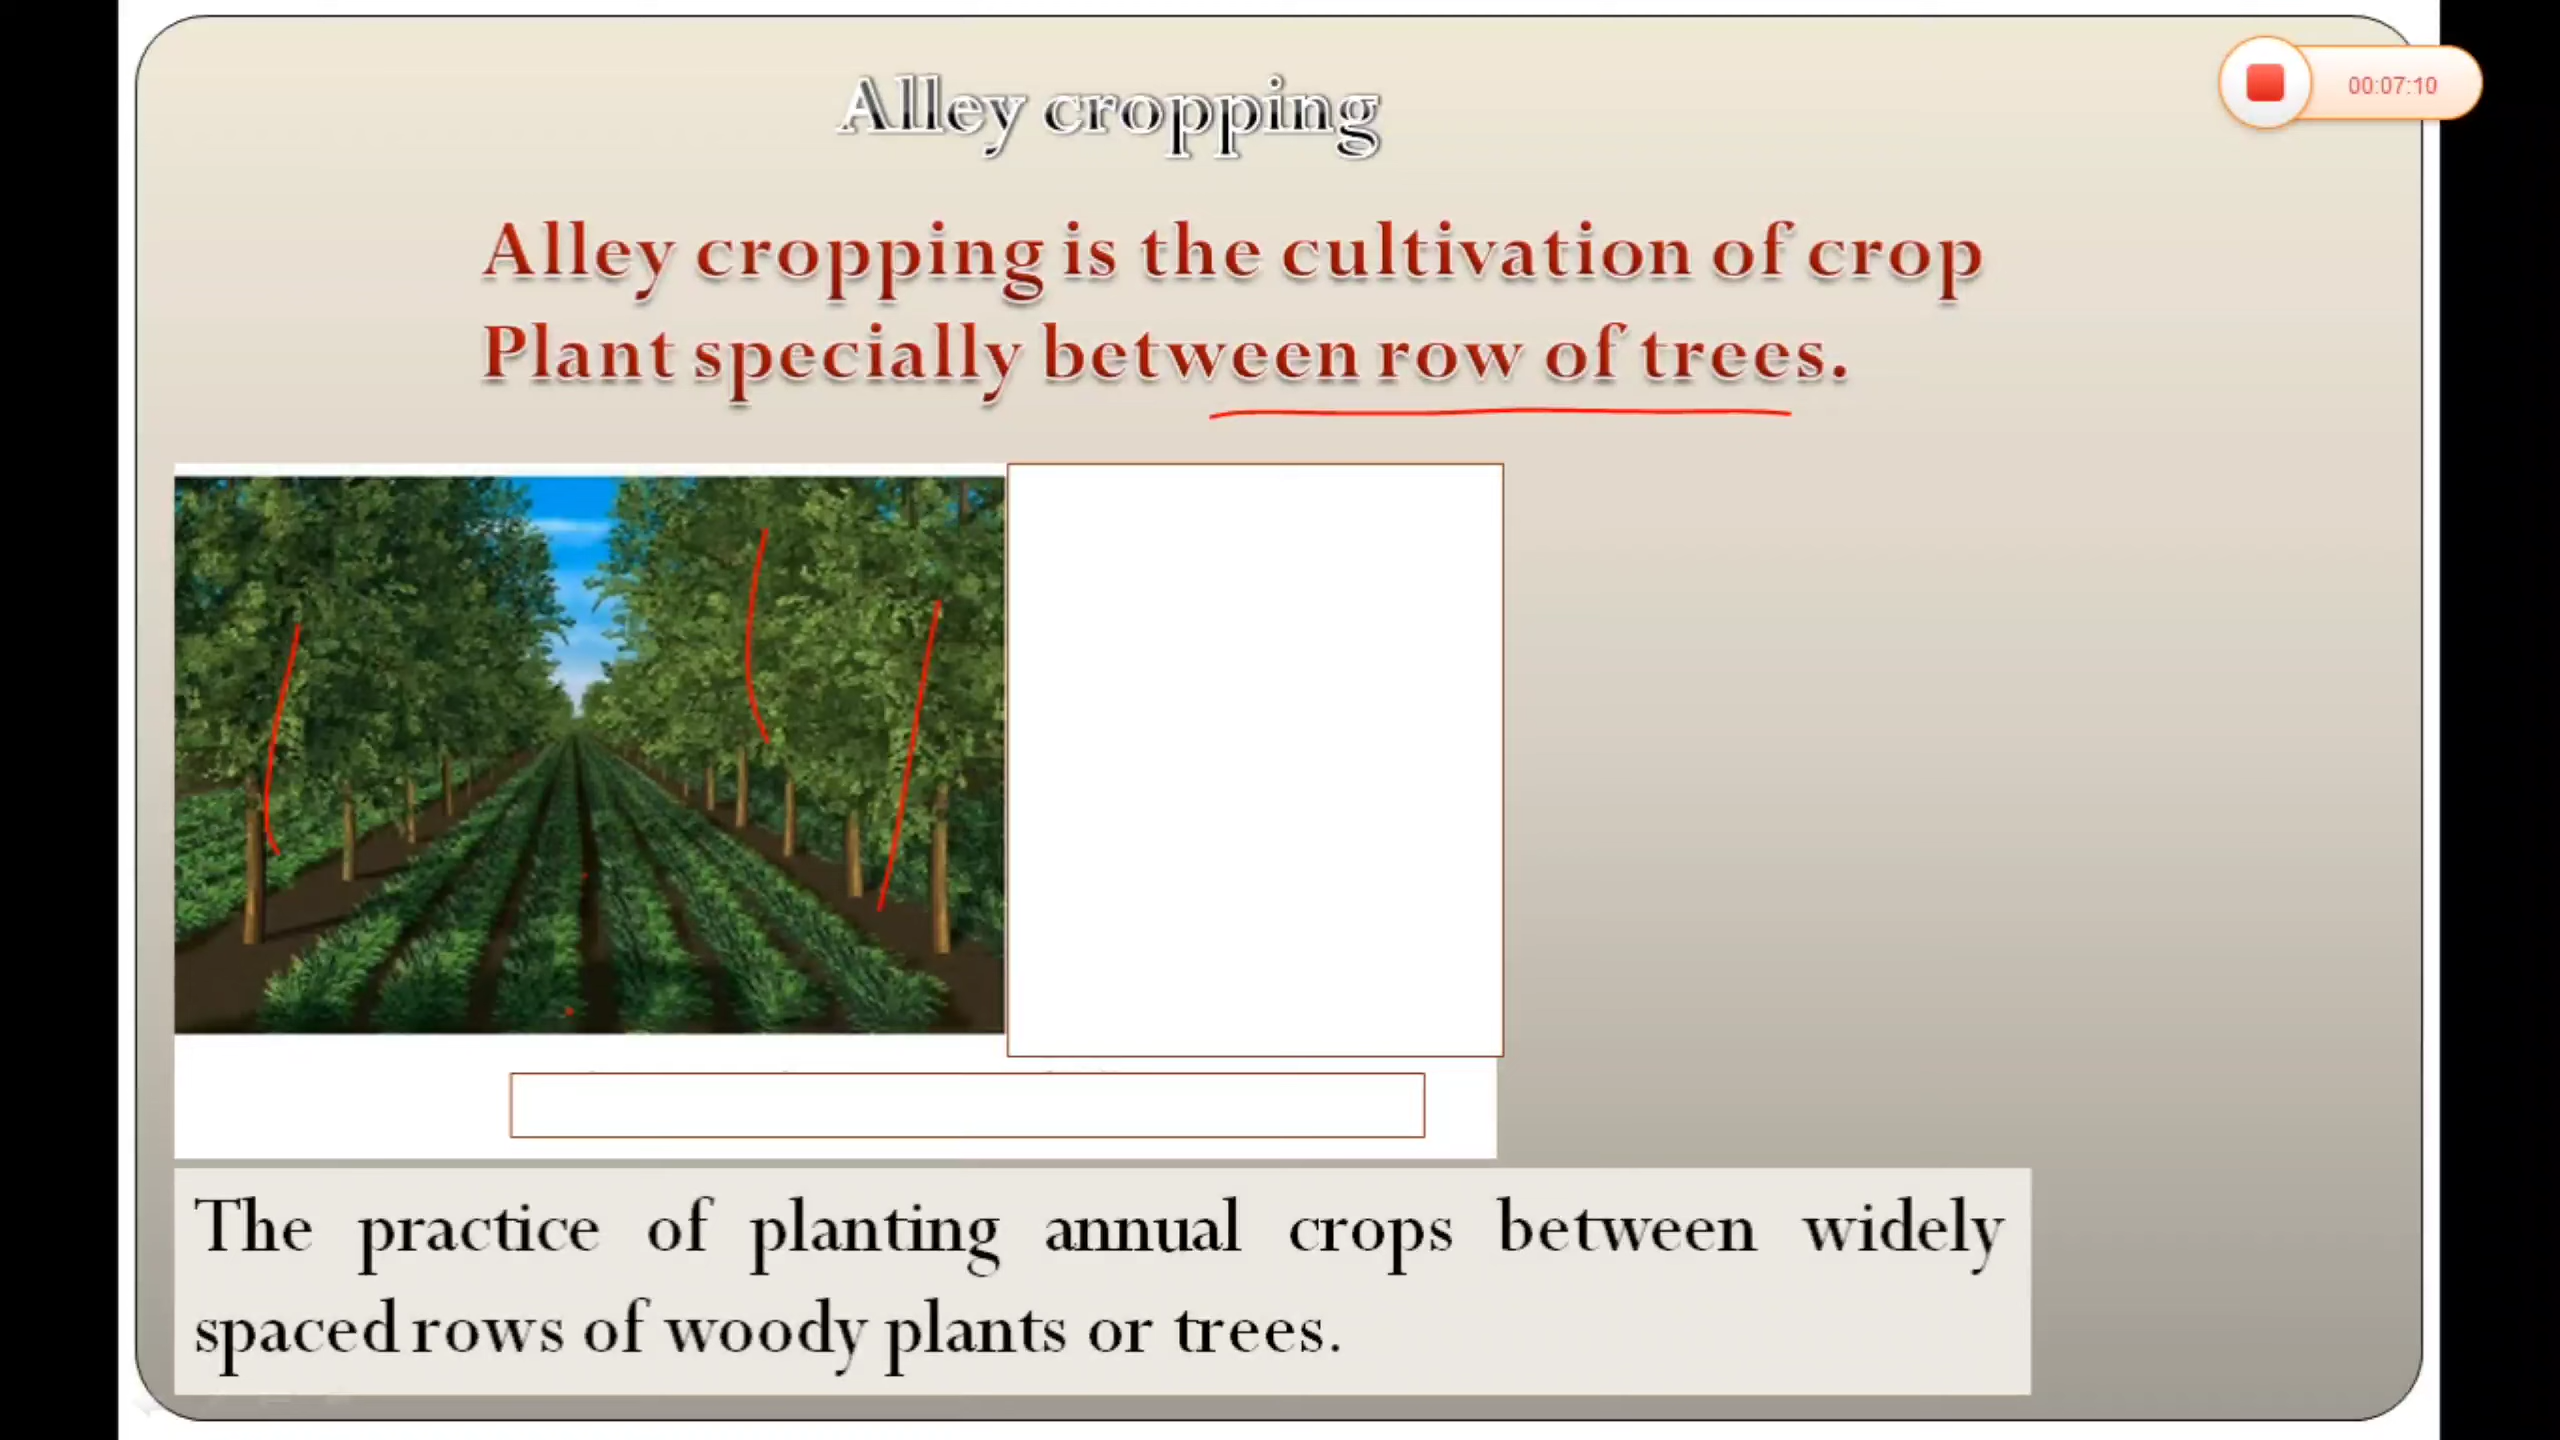 Alley cropping
00:07:10
Alley cropping is the cultivation of crop
Plant specially between row of trees.
The practice of planting annual crops between widely
spaced rows of woody plants or trees.